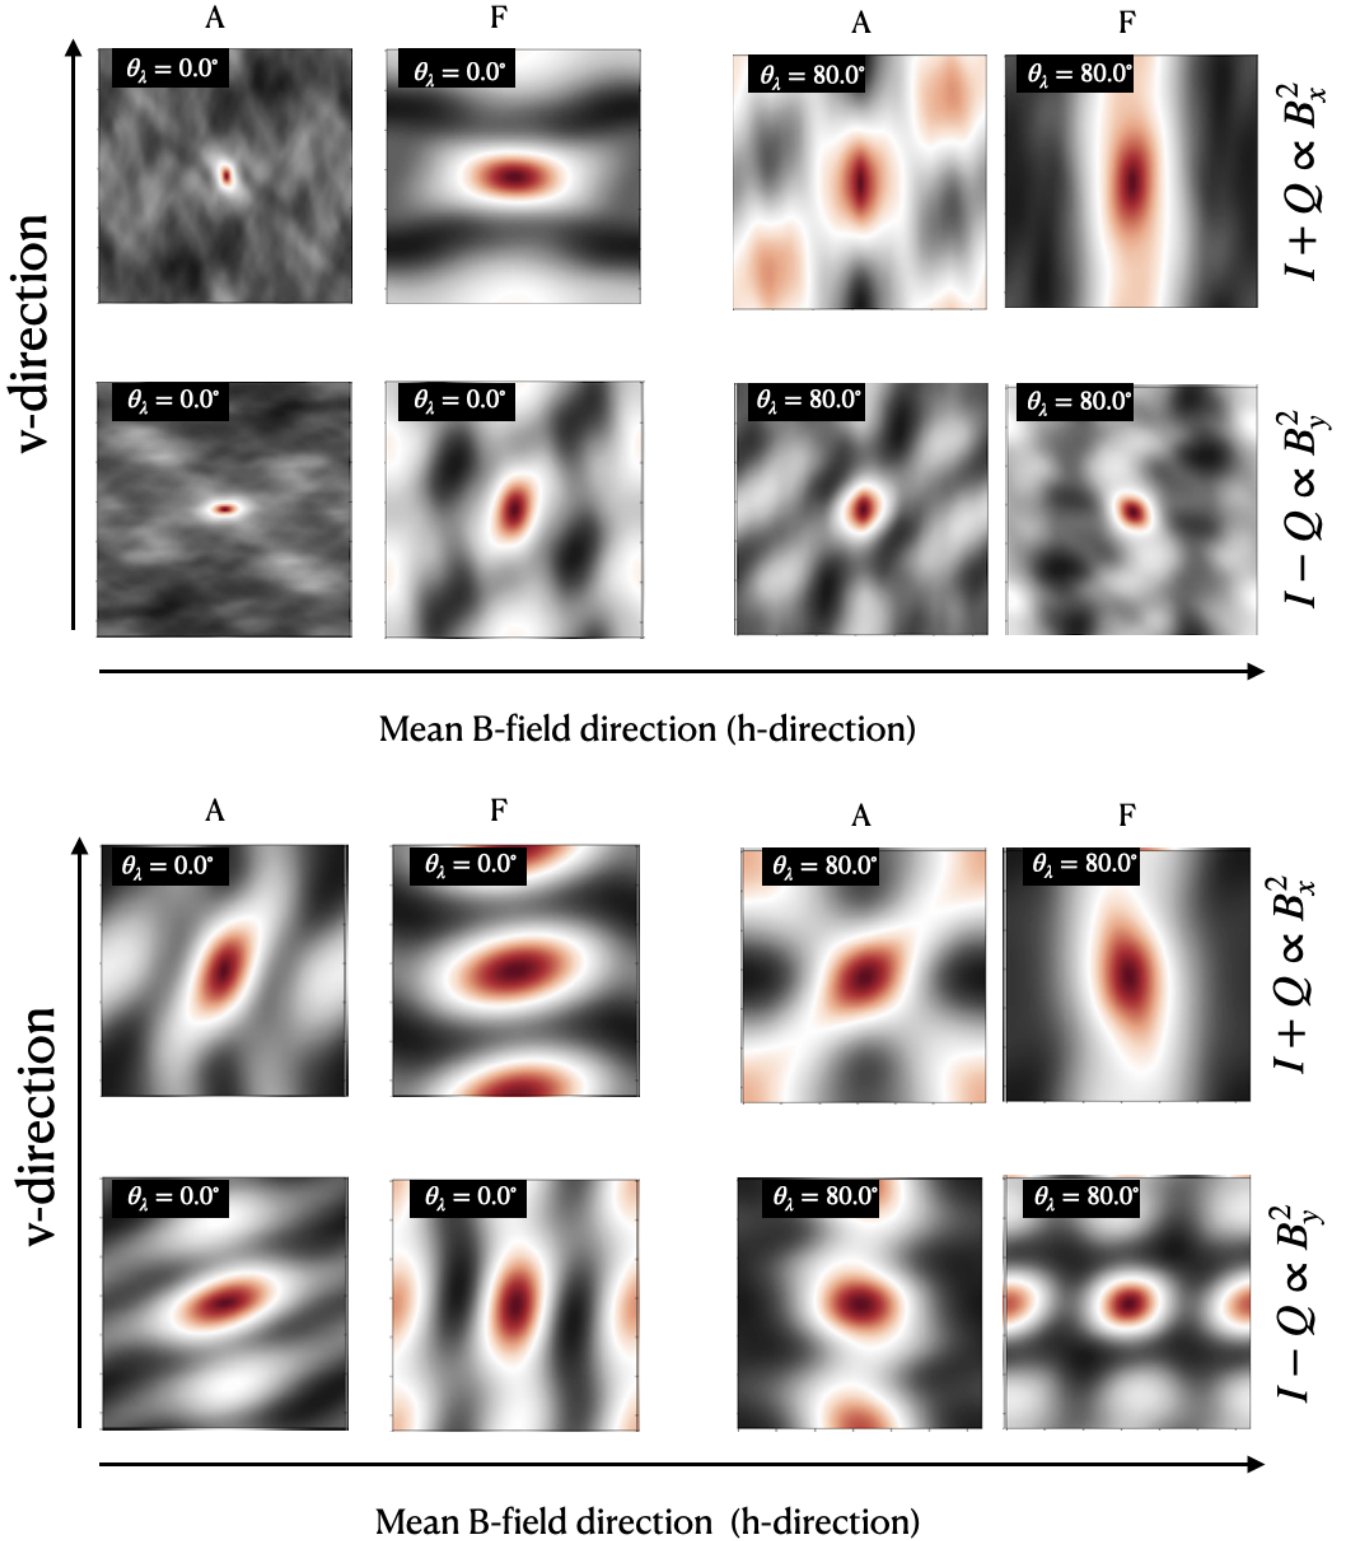 A F A F
θλ = 0.0° θλ = 0.0° θλ = 80.0° θλ = 80.0°
I + Q ∝ B_x^2
v-direction
θλ = 0.0° θλ = 0.0° θλ = 80.0° θλ = 80.0°
I − Q ∝ B_y^2
Mean B-field direction (h-direction)
A F A F
θλ = 0.0° θλ = 0.0° θλ = 80.0° θλ = 80.0°
I + Q ∝ B_x^2
v-direction
θλ = 0.0° θλ = 0.0° θλ = 80.0° θλ = 80.0°
I − Q ∝ B_y^2
Mean B-field direction (h-direction)